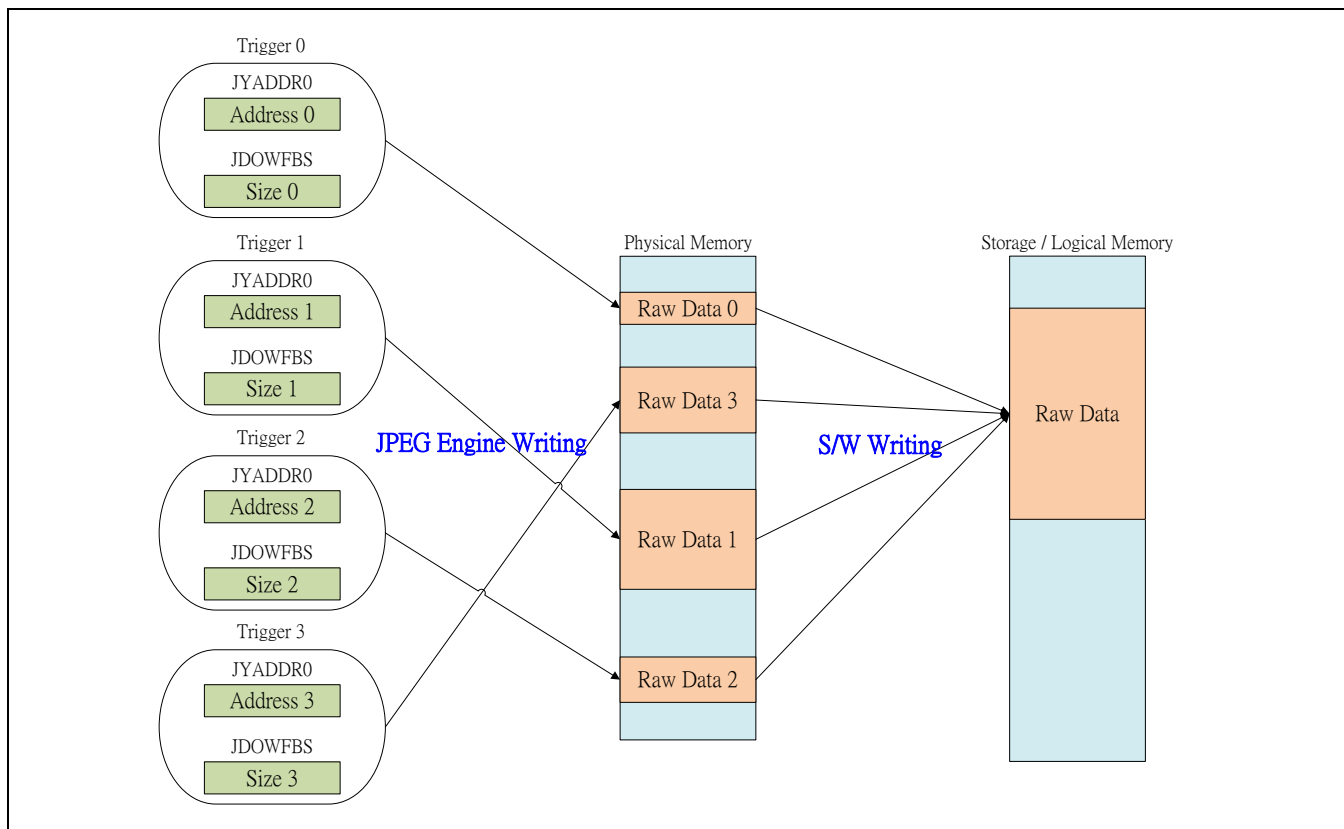 Trigger 0
JYADDR0
Address 0
JDOWFBS
Size 0
Trigger 1
JYADDR0
Address 1
JDOWFBS
Size 1
Trigger 2
JYADDR0
Address 2
JDOWFBS
Size 2
Trigger 3
JYADDR0
Address 3
JDOWFBS
Size 3
JPEG Engine Writing
Physical Memory
Raw Data 0
Raw Data 3
Raw Data 1
Raw Data 2
S/W Writing
Storage / Logical Memory
Raw Data